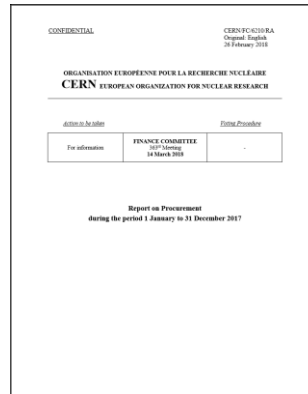 CONFIDENTIAL
CERN/FC/6210/RA
Original: English
26 February 2018
ORGANISATION EUROPÉENNE POUR LA RECHERCHE NUCLÉAIRE
CERN EUROPEAN ORGANIZATION FOR NUCLEAR RESEARCH
Action to be taken
Voting Procedure
For information
FINANCE COMMITTEE
365th Meeting
14 March 2018
-
Report on Procurement
during the period 1 January to 31 December 2017